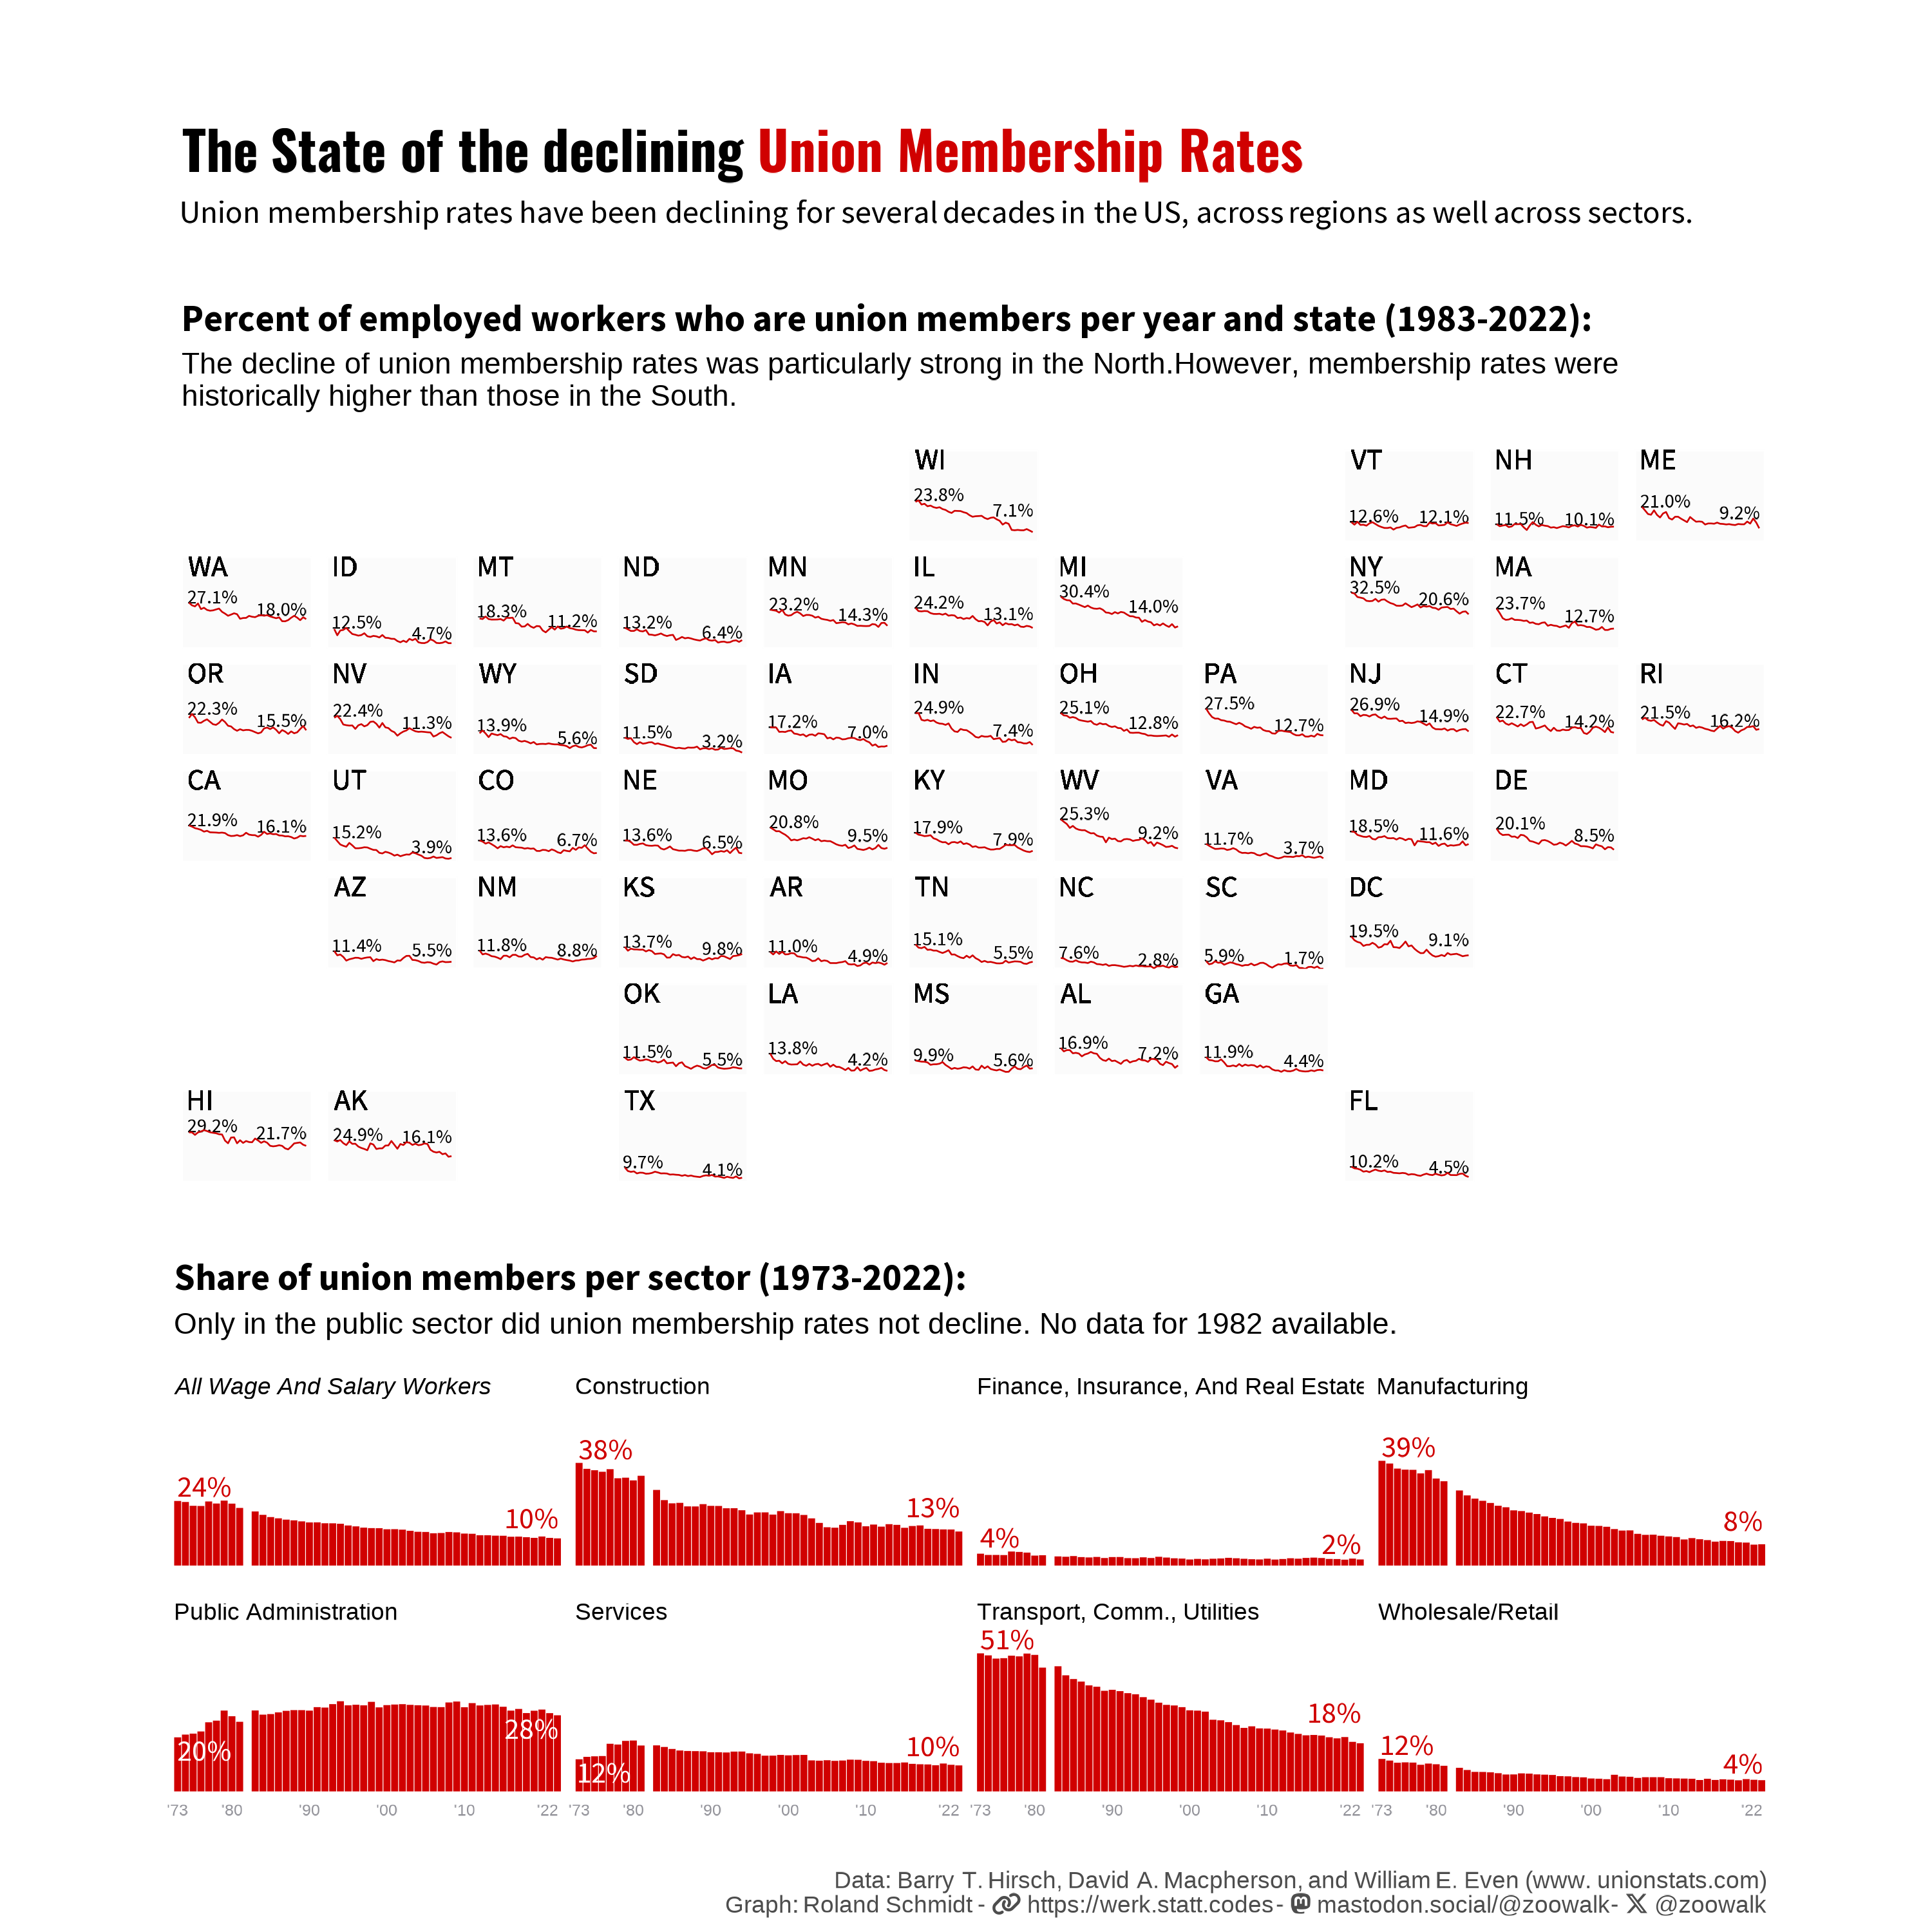 The State of the declining Union Membership Rates
Union membership rates have been declining for several decades in the US, across regions as well across sectors.
Percent of employed workers who are union members per year and state (1983-2022):
The decline of union membership rates was particularly strong in the North.However, membership rates were
historically higher than those in the South.
WI
23.8% 7.1%
VT
12.6% 12.1%
NH
11.5% 10.1%
ME
21.0% 9.2%
WA
27.1% 18.0%
ID
12.5% 4.7%
MT
18.3% 11.2%
ND
13.2% 6.4%
MN
23.2% 14.3%
IL
24.2% 13.1%
MI
30.4% 14.0%
NY
32.5% 20.6%
MA
23.7% 12.7%
OR
22.3% 15.5%
NV
22.4% 11.3%
WY
13.9% 5.6%
SD
11.5% 3.2%
IA
17.2% 7.0%
IN
24.9% 7.4%
OH
25.1% 12.8%
PA
27.5% 12.7%
NJ
26.9% 14.9%
CT
22.7% 14.2%
RI
21.5% 16.2%
CA
21.9% 16.1%
UT
15.2% 3.9%
CO
13.6% 6.7%
NE
13.6% 6.5%
MO
20.8% 9.5%
KY
17.9% 7.9%
WV
25.3% 9.2%
VA
11.7% 3.7%
MD
18.5% 11.6%
DE
20.1% 8.5%
AZ
11.4% 5.5%
NM
11.8% 8.8%
KS
13.7% 9.8%
AR
11.0% 4.9%
TN
15.1% 5.5%
NC
7.6% 2.8%
SC
5.9% 1.7%
DC
19.5% 9.1%
OK
11.5% 5.5%
LA
13.8% 4.2%
MS
9.9% 5.6%
AL
16.9% 7.2%
GA
11.9% 4.4%
HI
29.2% 21.7%
AK
24.9% 16.1%
TX
9.7% 4.1%
FL
10.2% 4.5%
Share of union members per sector (1973-2022):
Only in the public sector did union membership rates not decline. No data for 1982 available.
All Wage And Salary Workers
24% 10%
Construction
38% 13%
Finance, Insurance, And Real Estate
4% 2%
Manufacturing
39% 8%
Public Administration
20% 28%
Services
12% 10%
Transport, Comm., Utilities
51% 18%
Wholesale/Retail
12% 4%
'73 '80 '90 '00 '10 '22 '73 '80 '90 '00 '10 '22 '73 '80 '90 '00 '10 '22 '73 '80 '90 '00 '10 '22
Data: Barry T. Hirsch, David A. Macpherson, and William E. Even (www. unionstats.com)
Graph: Roland Schmidt - https://werk.statt.codes - mastodon.social/@zoowalk - X @zoowalk